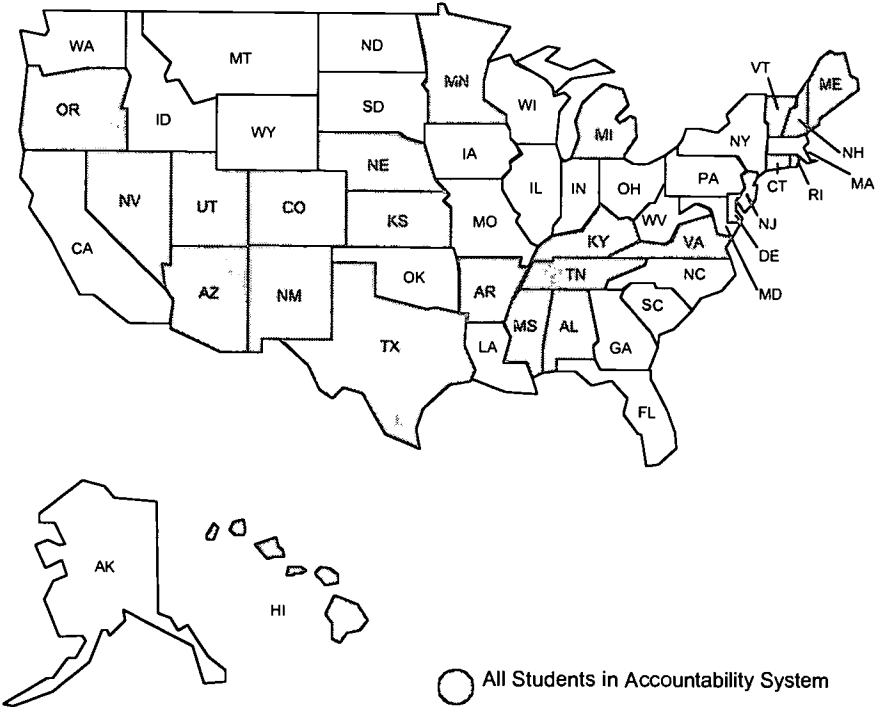 WA
MT
ND
MN
VT
ME
OR
ID
SD
WI
WY
MI
NY
NH
MA
IA
NE
PA
CT
RI
NV
UT
CO
IL
IN
OH
NJ
KS
MO
WV
VA
DE
CA
KY
MD
AZ
NM
OK
AR
TN
NC
SC
TX
LA
MS
AL
GA
FL
AK
HI
All Students in Accountability System